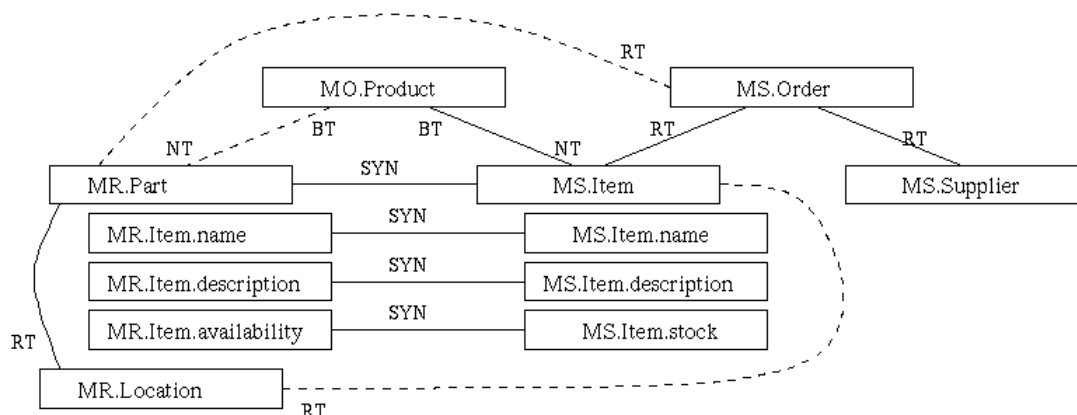 RT
MO.Product
MS.Order
BT
BT
RT
RT
NT
NT
SYN
MR.Part
MS.Item
MS.Supplier
SYN
MR.Item.name
MS.Item.name
SYN
MR.Item.description
MS.Item.description
SYN
MR.Item.availability
MS.Item.stock
RT
MR.Location
RT